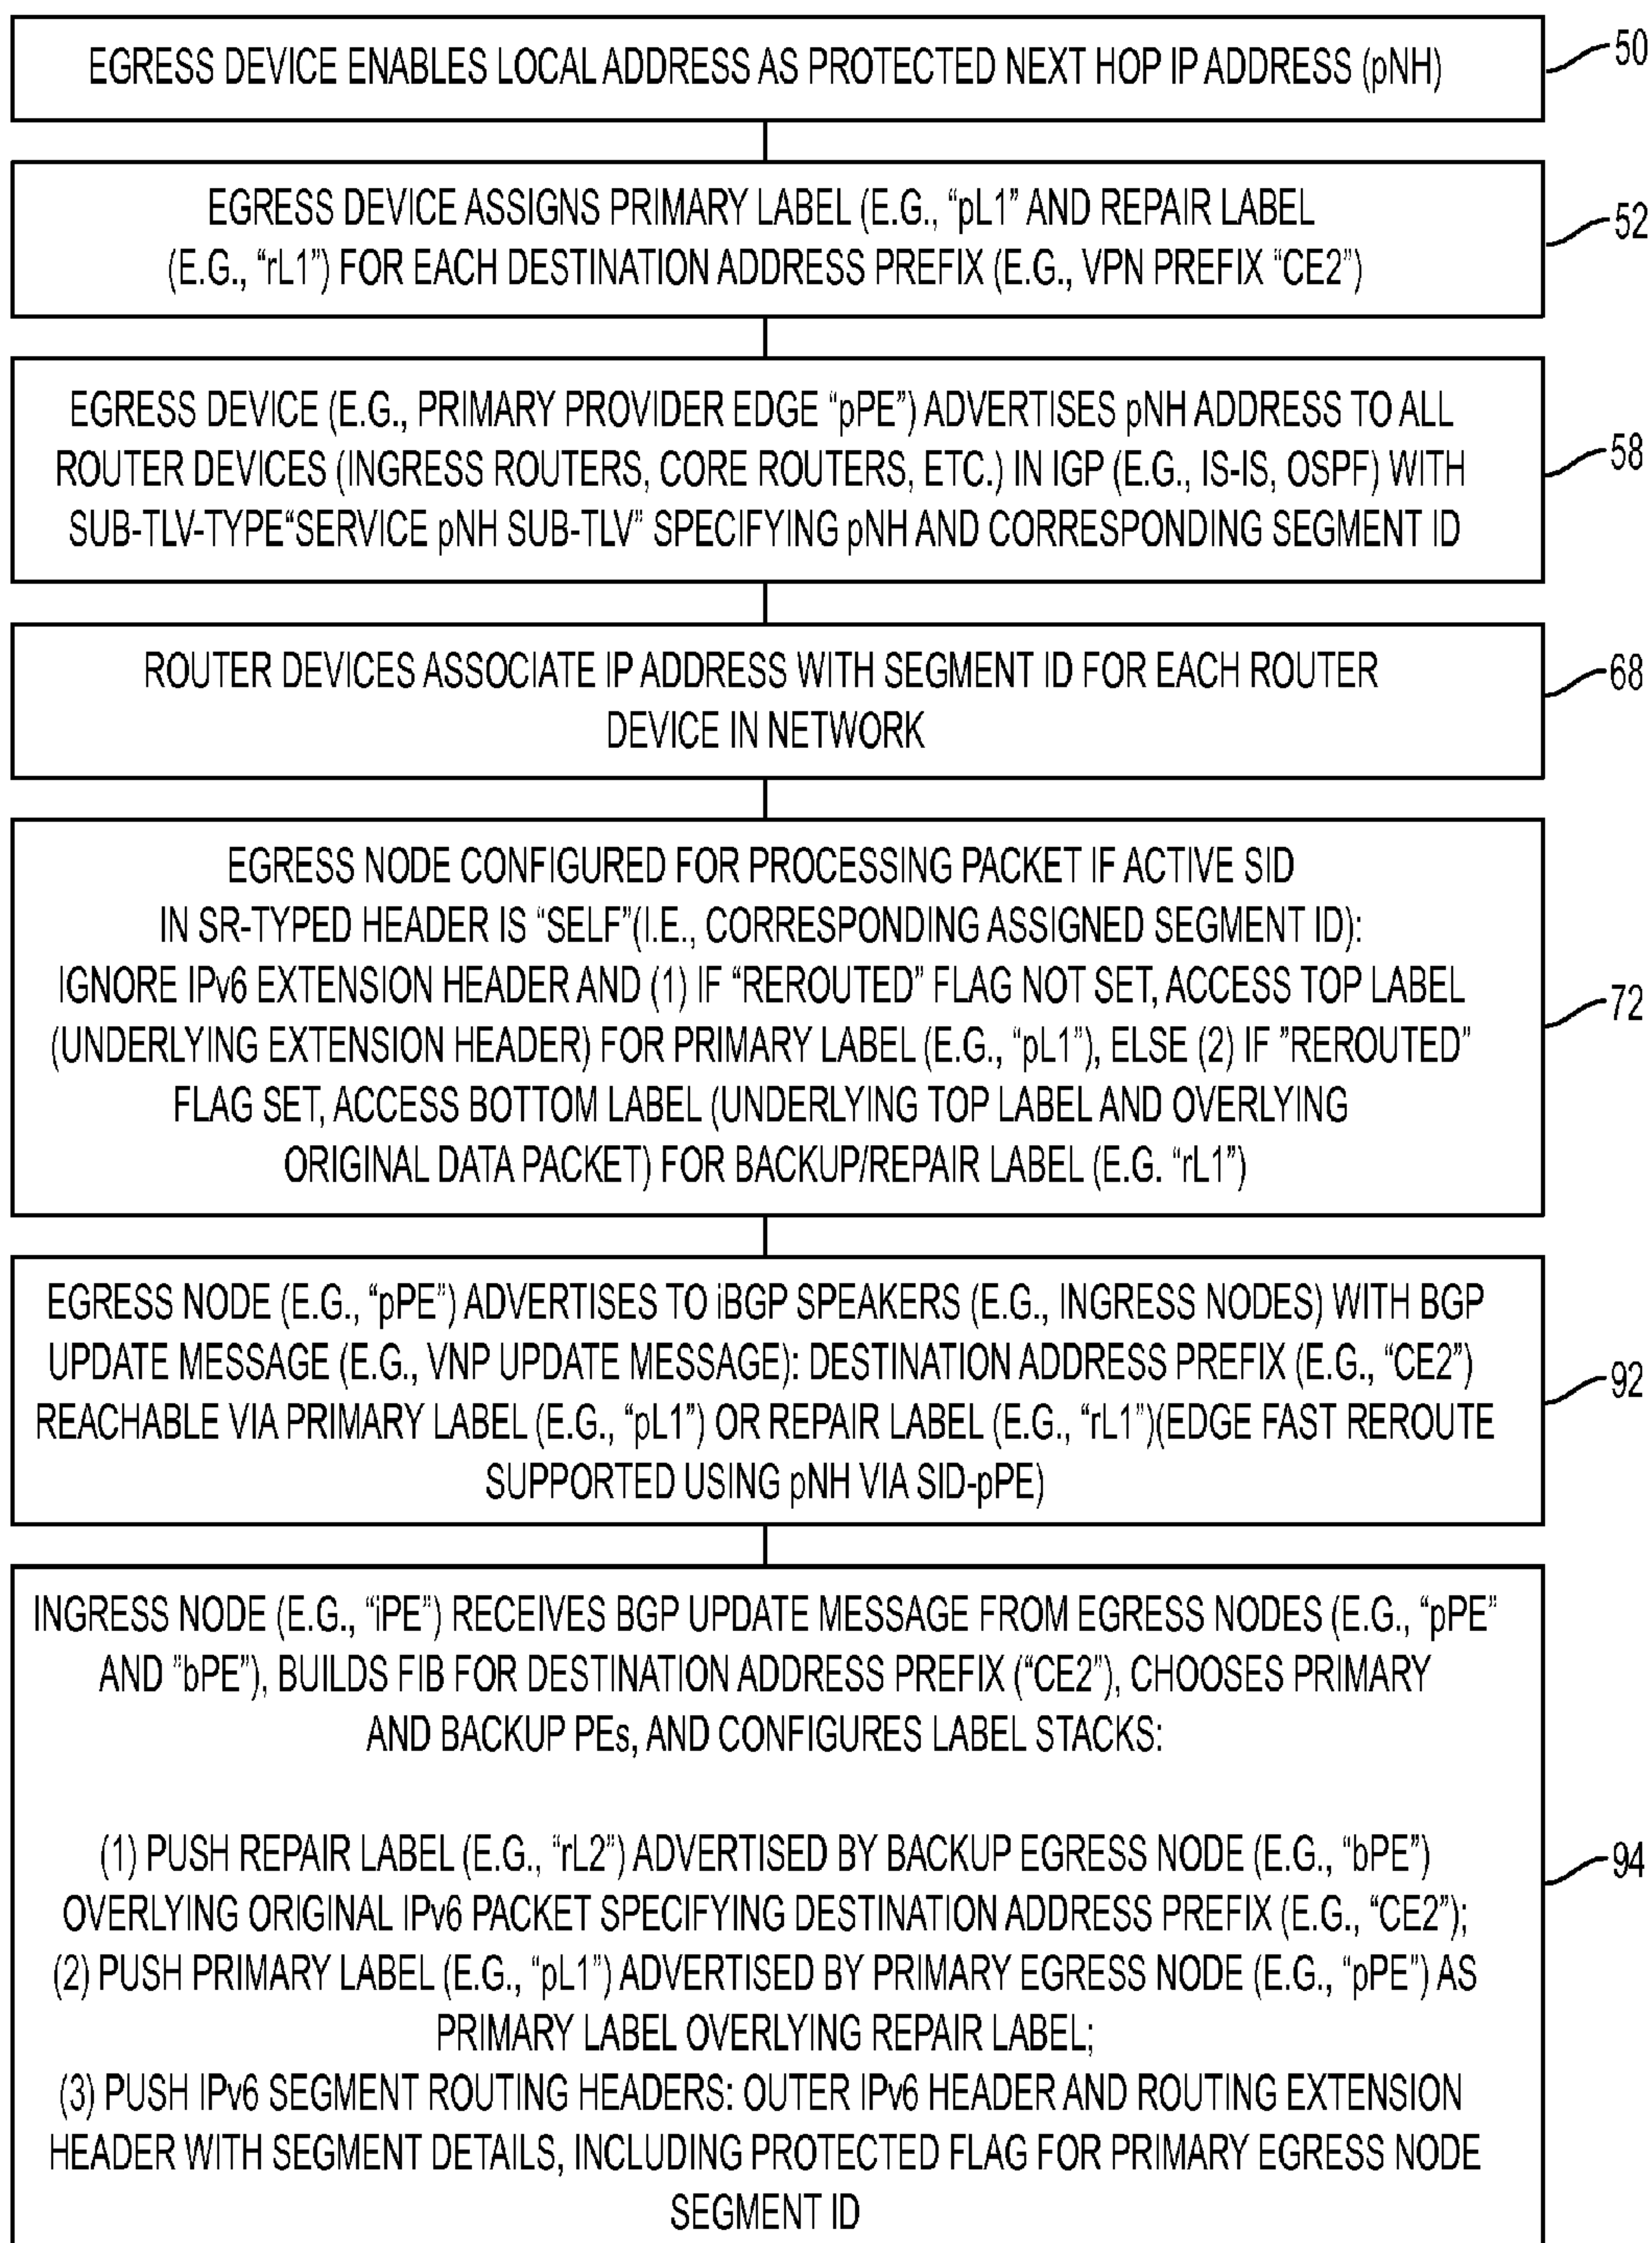 EGRESS DEVICE ENABLES LOCAL ADDRESS AS PROTECTED NEXT HOP IP ADDRESS (pNH)
50
EGRESS DEVICE ASSIGNS PRIMARY LABEL (E.G., “pL1” AND REPAIR LABEL
(E.G., “rL1”) FOR EACH DESTINATION ADDRESS PREFIX (E.G., VPN PREFIX “CE2”)
52
EGRESS DEVICE (E.G., PRIMARY PROVIDER EDGE “pPE”) ADVERTISES pNH ADDRESS TO ALL
ROUTER DEVICES (INGRESS ROUTERS, CORE ROUTERS, ETC.) IN IGP (E.G., IS-IS, OSPF) WITH
SUB-TLV-TYPE“SERVICE pNH SUB-TLV” SPECIFYING pNH AND CORRESPONDING SEGMENT ID
58
ROUTER DEVICES ASSOCIATE IP ADDRESS WITH SEGMENT ID FOR EACH ROUTER
DEVICE IN NETWORK
68
EGRESS NODE CONFIGURED FOR PROCESSING PACKET IF ACTIVE SID
IN SR-TYPED HEADER IS “SELF”(I.E., CORRESPONDING ASSIGNED SEGMENT ID):
IGNORE IPv6 EXTENSION HEADER AND (1) IF “REROUTED” FLAG NOT SET, ACCESS TOP LABEL
(UNDERLYING EXTENSION HEADER) FOR PRIMARY LABEL (E.G., “pL1”), ELSE (2) IF ”REROUTED”
FLAG SET, ACCESS BOTTOM LABEL (UNDERLYING TOP LABEL AND OVERLYING
ORIGINAL DATA PACKET) FOR BACKUP/REPAIR LABEL (E.G. “rL1”)
72
EGRESS NODE (E.G., “pPE”) ADVERTISES TO iBGP SPEAKERS (E.G., INGRESS NODES) WITH BGP
UPDATE MESSAGE (E.G., VNP UPDATE MESSAGE): DESTINATION ADDRESS PREFIX (E.G., “CE2”)
REACHABLE VIA PRIMARY LABEL (E.G., “pL1”) OR REPAIR LABEL (E.G., “rL1”)(EDGE FAST REROUTE
SUPPORTED USING pNH VIA SID-pPE)
92
INGRESS NODE (E.G., “iPE”) RECEIVES BGP UPDATE MESSAGE FROM EGRESS NODES (E.G., “pPE”
AND ”bPE”), BUILDS FIB FOR DESTINATION ADDRESS PREFIX (“CE2”), CHOOSES PRIMARY
AND BACKUP PEs, AND CONFIGURES LABEL STACKS:
(1) PUSH REPAIR LABEL (E.G., “rL2”) ADVERTISED BY BACKUP EGRESS NODE (E.G., “bPE”)
OVERLYING ORIGINAL IPv6 PACKET SPECIFYING DESTINATION ADDRESS PREFIX (E.G., “CE2”);
(2) PUSH PRIMARY LABEL (E.G., “pL1”) ADVERTISED BY PRIMARY EGRESS NODE (E.G., “pPE”) AS
PRIMARY LABEL OVERLYING REPAIR LABEL;
(3) PUSH IPv6 SEGMENT ROUTING HEADERS: OUTER IPv6 HEADER AND ROUTING EXTENSION
HEADER WITH SEGMENT DETAILS, INCLUDING PROTECTED FLAG FOR PRIMARY EGRESS NODE
SEGMENT ID
94